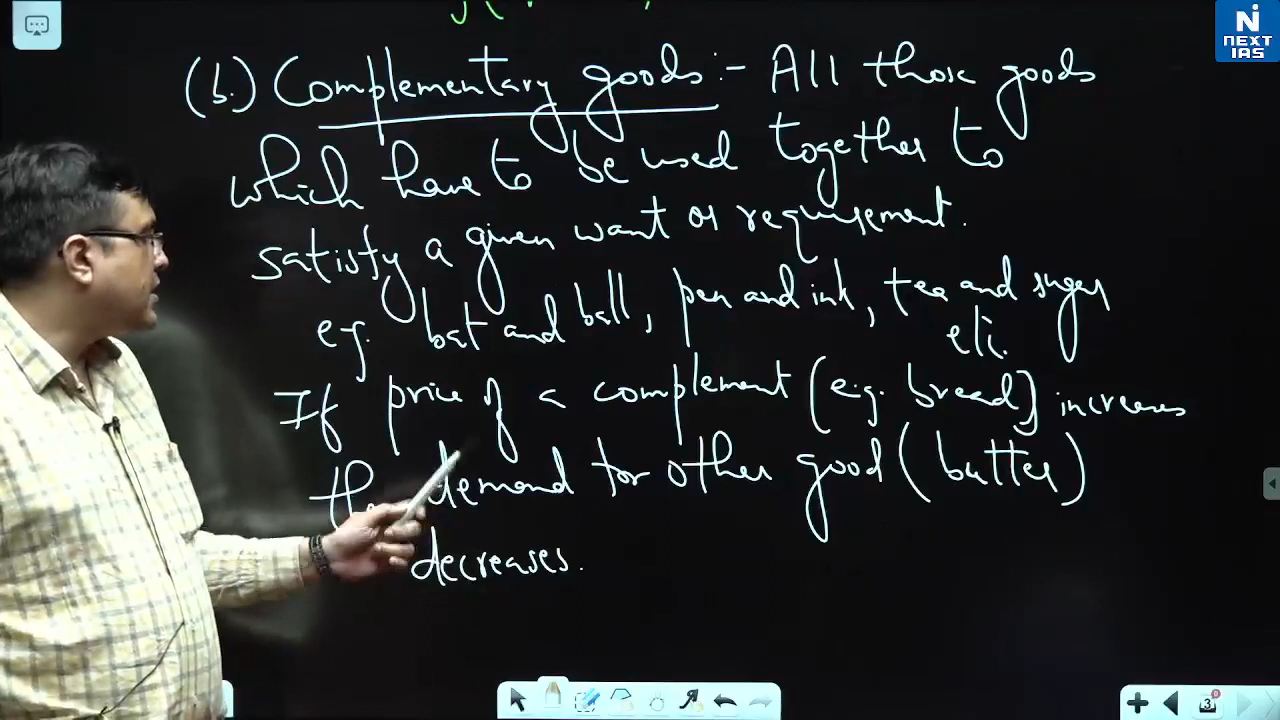 NEXT IAS
(b.) Complementary goods :- All those goods
which have to be used together to
satisfy a given want or requirement.
e.g. bat and ball, pen and ink, tea and sugar
etc.
If price of a complement (e.g. bread) increases
the demand for other good (butter)
decreases.
3